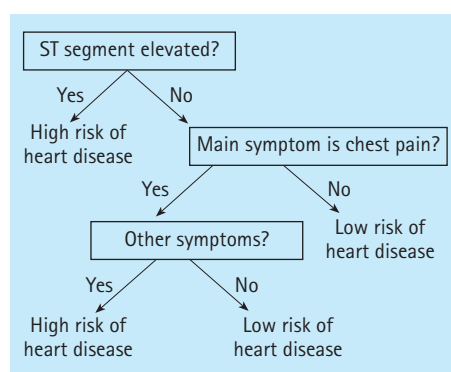 ST segment elevated?
Yes
No
High risk of
heart disease
Main symptom is chest pain?
Yes
No
Other symptoms?
Low risk of
heart disease
Yes
No
High risk of
heart disease
Low risk of
heart disease